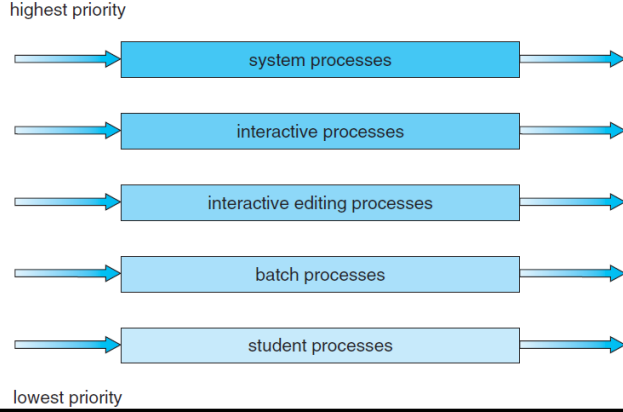 highest priority
system processes
interactive processes
interactive editing processes
batch processes
student processes
lowest priority